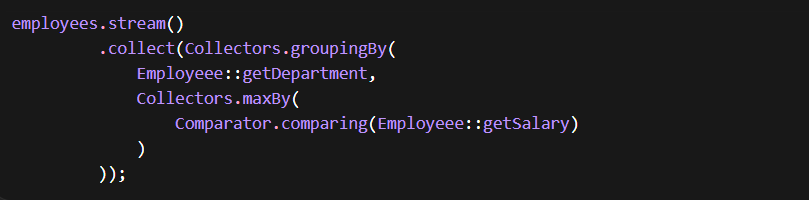 employees.stream()
        .collect(Collectors.groupingBy(
            Employeee::getDepartment,
            Collectors.maxBy(
                Comparator.comparing(Employeee::getSalary)
            )
        ));